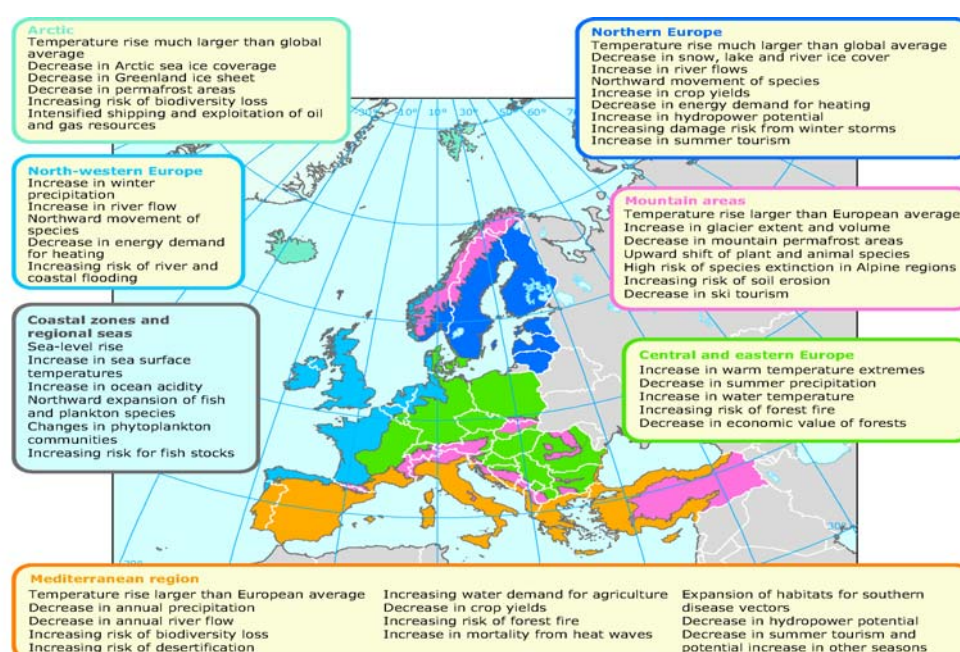 Arctic
Temperature rise much larger than global
average
Decrease in Arctic sea ice coverage
Decrease in Greenland ice sheet
Decrease in permafrost areas
Increasing risk of biodiversity loss
Intensified shipping and exploitation of oil
and gas resources
Northern Europe
Temperature rise much larger than global average
Decrease in snow, lake and river ice cover
Increase in river flows
Northward movement of species
Increase in crop yields
Decrease in energy demand for heating
Increase in hydropower potential
Increasing damage risk from winter storms
Increase in summer tourism
North-western Europe
Increase in winter
precipitation
Increase in river flow
Northward movement of
species
Decrease in energy demand
for heating
Increasing risk of river and
coastal flooding
Mountain areas
Temperature rise larger than European average
Increase in glacier extent and volume
Decrease in mountain permafrost areas
Upward shift of plant and animal species
High risk of species extinction in Alpine regions
Increasing risk of soil erosion
Decrease in ski tourism
Coastal zones and
regional seas
Sea-level rise
Increase in sea surface
temperatures
Increase in ocean acidity
Northward expansion of fish
and plankton species
Changes in phytoplankton
communities
Increasing risk for fish stocks
Central and eastern Europe
Increase in warm temperature extremes
Decrease in summer precipitation
Increase in water temperature
Increasing risk of forest fire
Decrease in economic value of forests
Mediterranean region
Temperature rise larger than European average
Decrease in annual precipitation
Decrease in annual river flow
Increasing risk of biodiversity loss
Increasing risk of desertification
Increasing water demand for agriculture
Decrease in crop yields
Increasing risk of forest fire
Increase in mortality from heat waves
Expansion of habitats for southern
disease vectors
Decrease in hydropower potential
Decrease in summer tourism and
potential increase in other seasons
-10° 0° 10° 20° 30° 40° 50° 60°